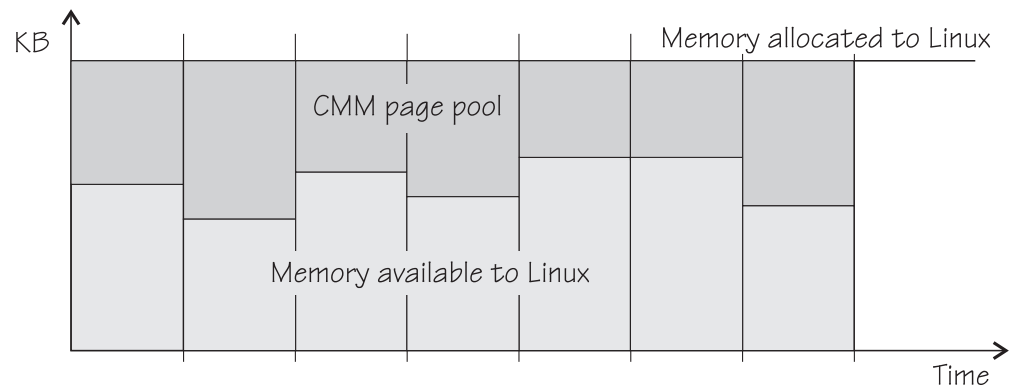 KB
Memory allocated to Linux
CMM page pool
Memory available to Linux
Time